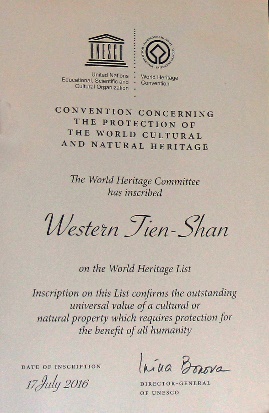 UNESCO
United Nations
Educational, Scientific and
Cultural Organization
World Heritage
Convention
CONVENTION CONCERNING
THE PROTECTION OF
THE WORLD CULTURAL
AND NATURAL HERITAGE
The World Heritage Committee
has inscribed
Western Tien-Shan
on the World Heritage List
Inscription on this List confirms the outstanding
universal value of a cultural or
natural property which requires protection for
the benefit of all humanity
DATE OF INSCRIPTION
17 July 2016
Irina Bokova
DIRECTOR-GENERAL
OF UNESCO